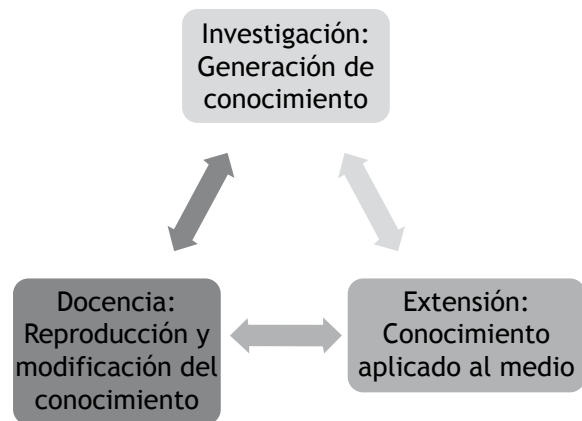 Investigación:
Generación de
conocimiento
Docencia:
Reproducción y
modificación del
conocimiento
Extensión:
Conocimiento
aplicado al medio